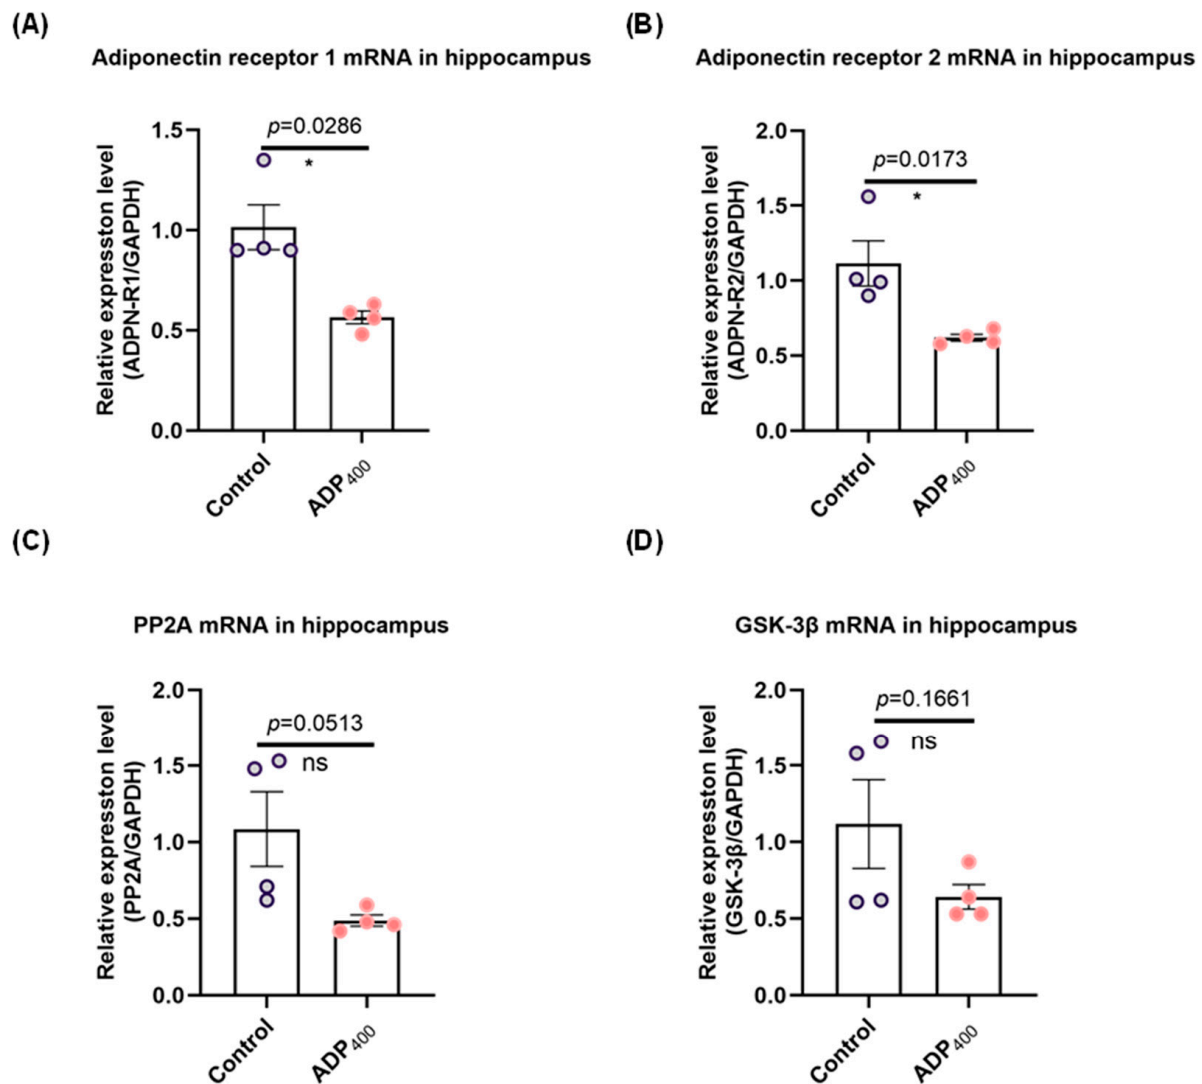 (A)
Adiponectin receptor 1 mRNA in hippocampus
Relative expresston level
(ADPN-R1/GAPDH)
1.5
1.0
0.5
0.0
p=0.0286
*
Control
ADP400
(B)
Adiponectin receptor 2 mRNA in hippocampus
Relative expresston level
(ADPN-R2/GAPDH)
2.0
1.5
1.0
0.5
0.0
p=0.0173
*
Control
ADP400
(C)
PP2A mRNA in hippocampus
Relative expresston level
(PP2A/GAPDH)
2.0
1.5
1.0
0.5
0.0
p=0.0513
ns
Control
ADP400
(D)
GSK-3β mRNA in hippocampus
Relative expresston level
(GSK-3β/GAPDH)
2.0
1.5
1.0
0.5
0.0
p=0.1661
ns
Control
ADP400